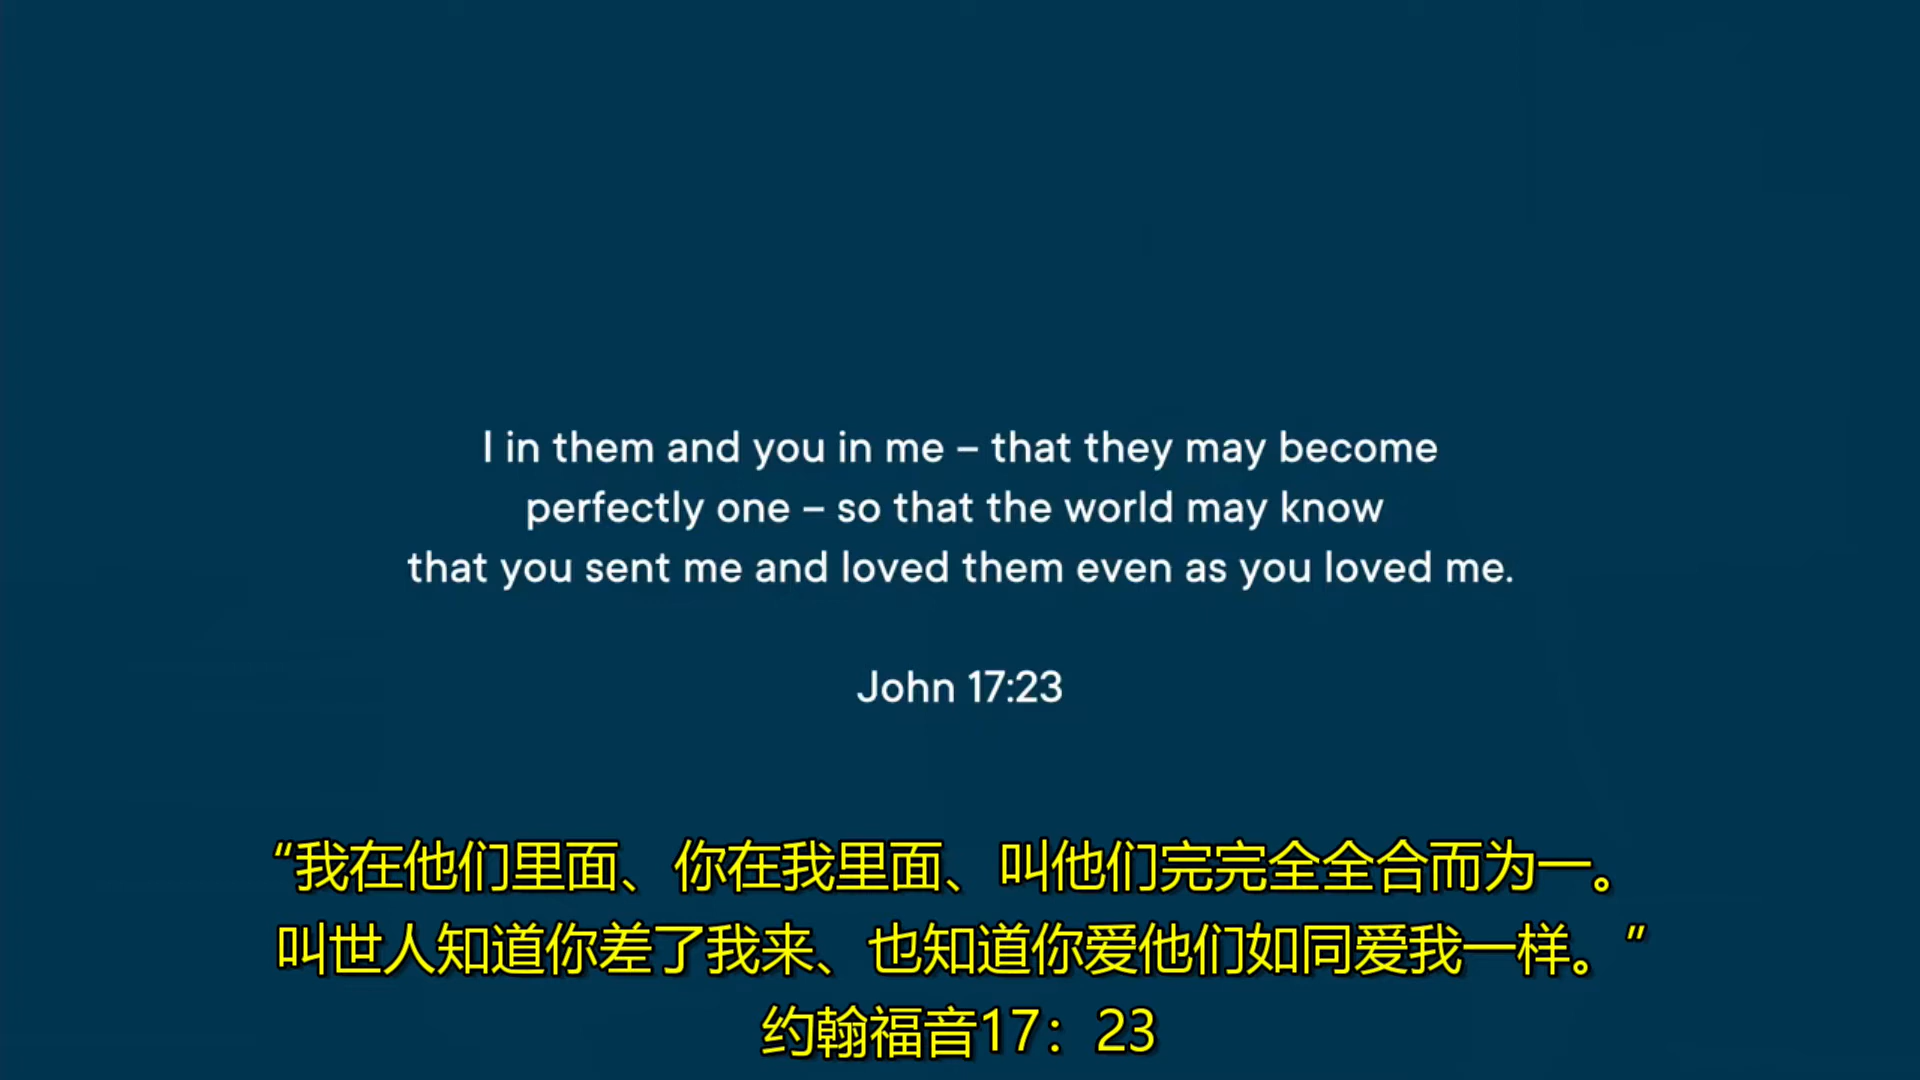 I in them and you in me – that they may become
perfectly one – so that the world may know
that you sent me and loved them even as you loved me.
John 17:23
“我在他们里面、你在我里面、叫他们完完全全合而为一。
叫世人知道你差了我来、也知道你爱他们如同爱我一样。”
约翰福音17：23